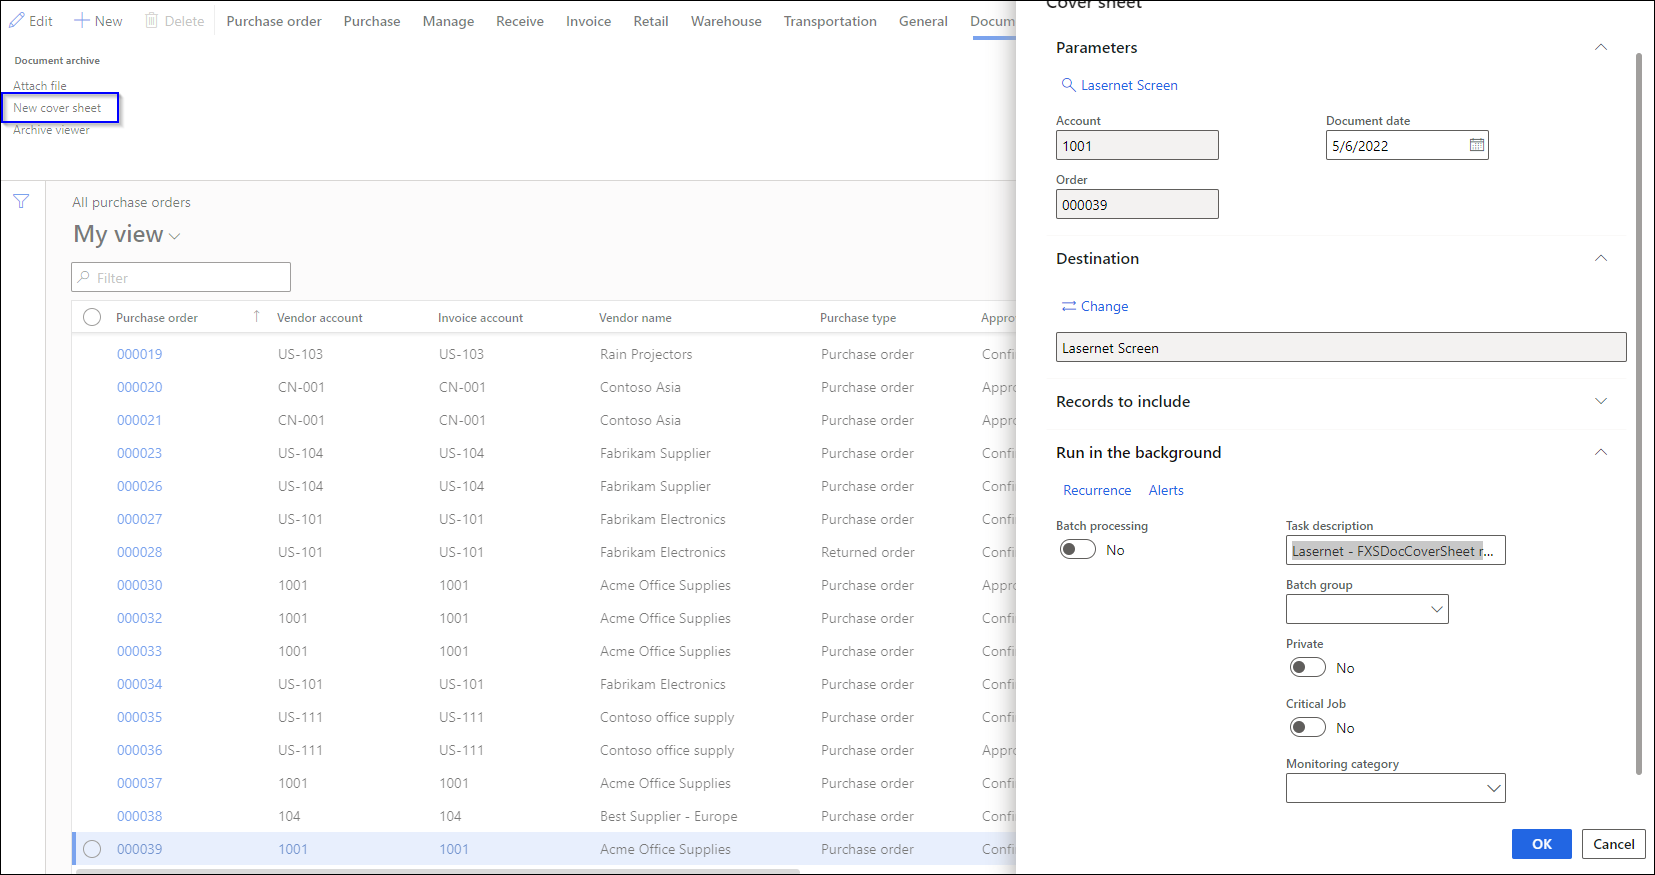 Edit New Delete Purchase order Purchase Manage Receive Invoice Retail Warehouse Transportation General Docum
Document archive
Attach file
New cover sheet
Archive viewer
All purchase orders
My view
Filter
Purchase order Vendor account Invoice account Vendor name Purchase type Appro
000019 US-103 US-103 Rain Projectors Purchase order Confi
000020 CN-001 CN-001 Contoso Asia Purchase order Appro
000021 CN-001 CN-001 Contoso Asia Purchase order Appro
000023 US-104 US-104 Fabrikam Supplier Purchase order Confi
000026 US-104 US-104 Fabrikam Supplier Purchase order Confi
000027 US-101 US-101 Fabrikam Electronics Purchase order Confi
000028 US-101 US-101 Fabrikam Electronics Returned order Confi
000030 1001 1001 Acme Office Supplies Purchase order Appro
000032 1001 1001 Acme Office Supplies Purchase order Confi
000033 1001 1001 Acme Office Supplies Purchase order Confi
000034 US-101 US-101 Fabrikam Electronics Purchase order Confi
000035 US-111 US-111 Contoso office supply Purchase order Confi
000036 US-111 US-111 Contoso office supply Purchase order Appro
000037 1001 1001 Acme Office Supplies Purchase order Confi
000038 104 104 Best Supplier - Europe Purchase order Confi
000039 1001 1001 Acme Office Supplies Purchase order Confi
Cover sheet
Parameters
Lasernet Screen
Account Document date
1001 5/6/2022
Order
000039
Destination
Change
Lasernet Screen
Records to include
Run in the background
Recurrence Alerts
Batch processing Task description
No Lasernet - FXSDocCoverSheet r...
Batch group
Private
No
Critical Job
No
Monitoring category
OK Cancel